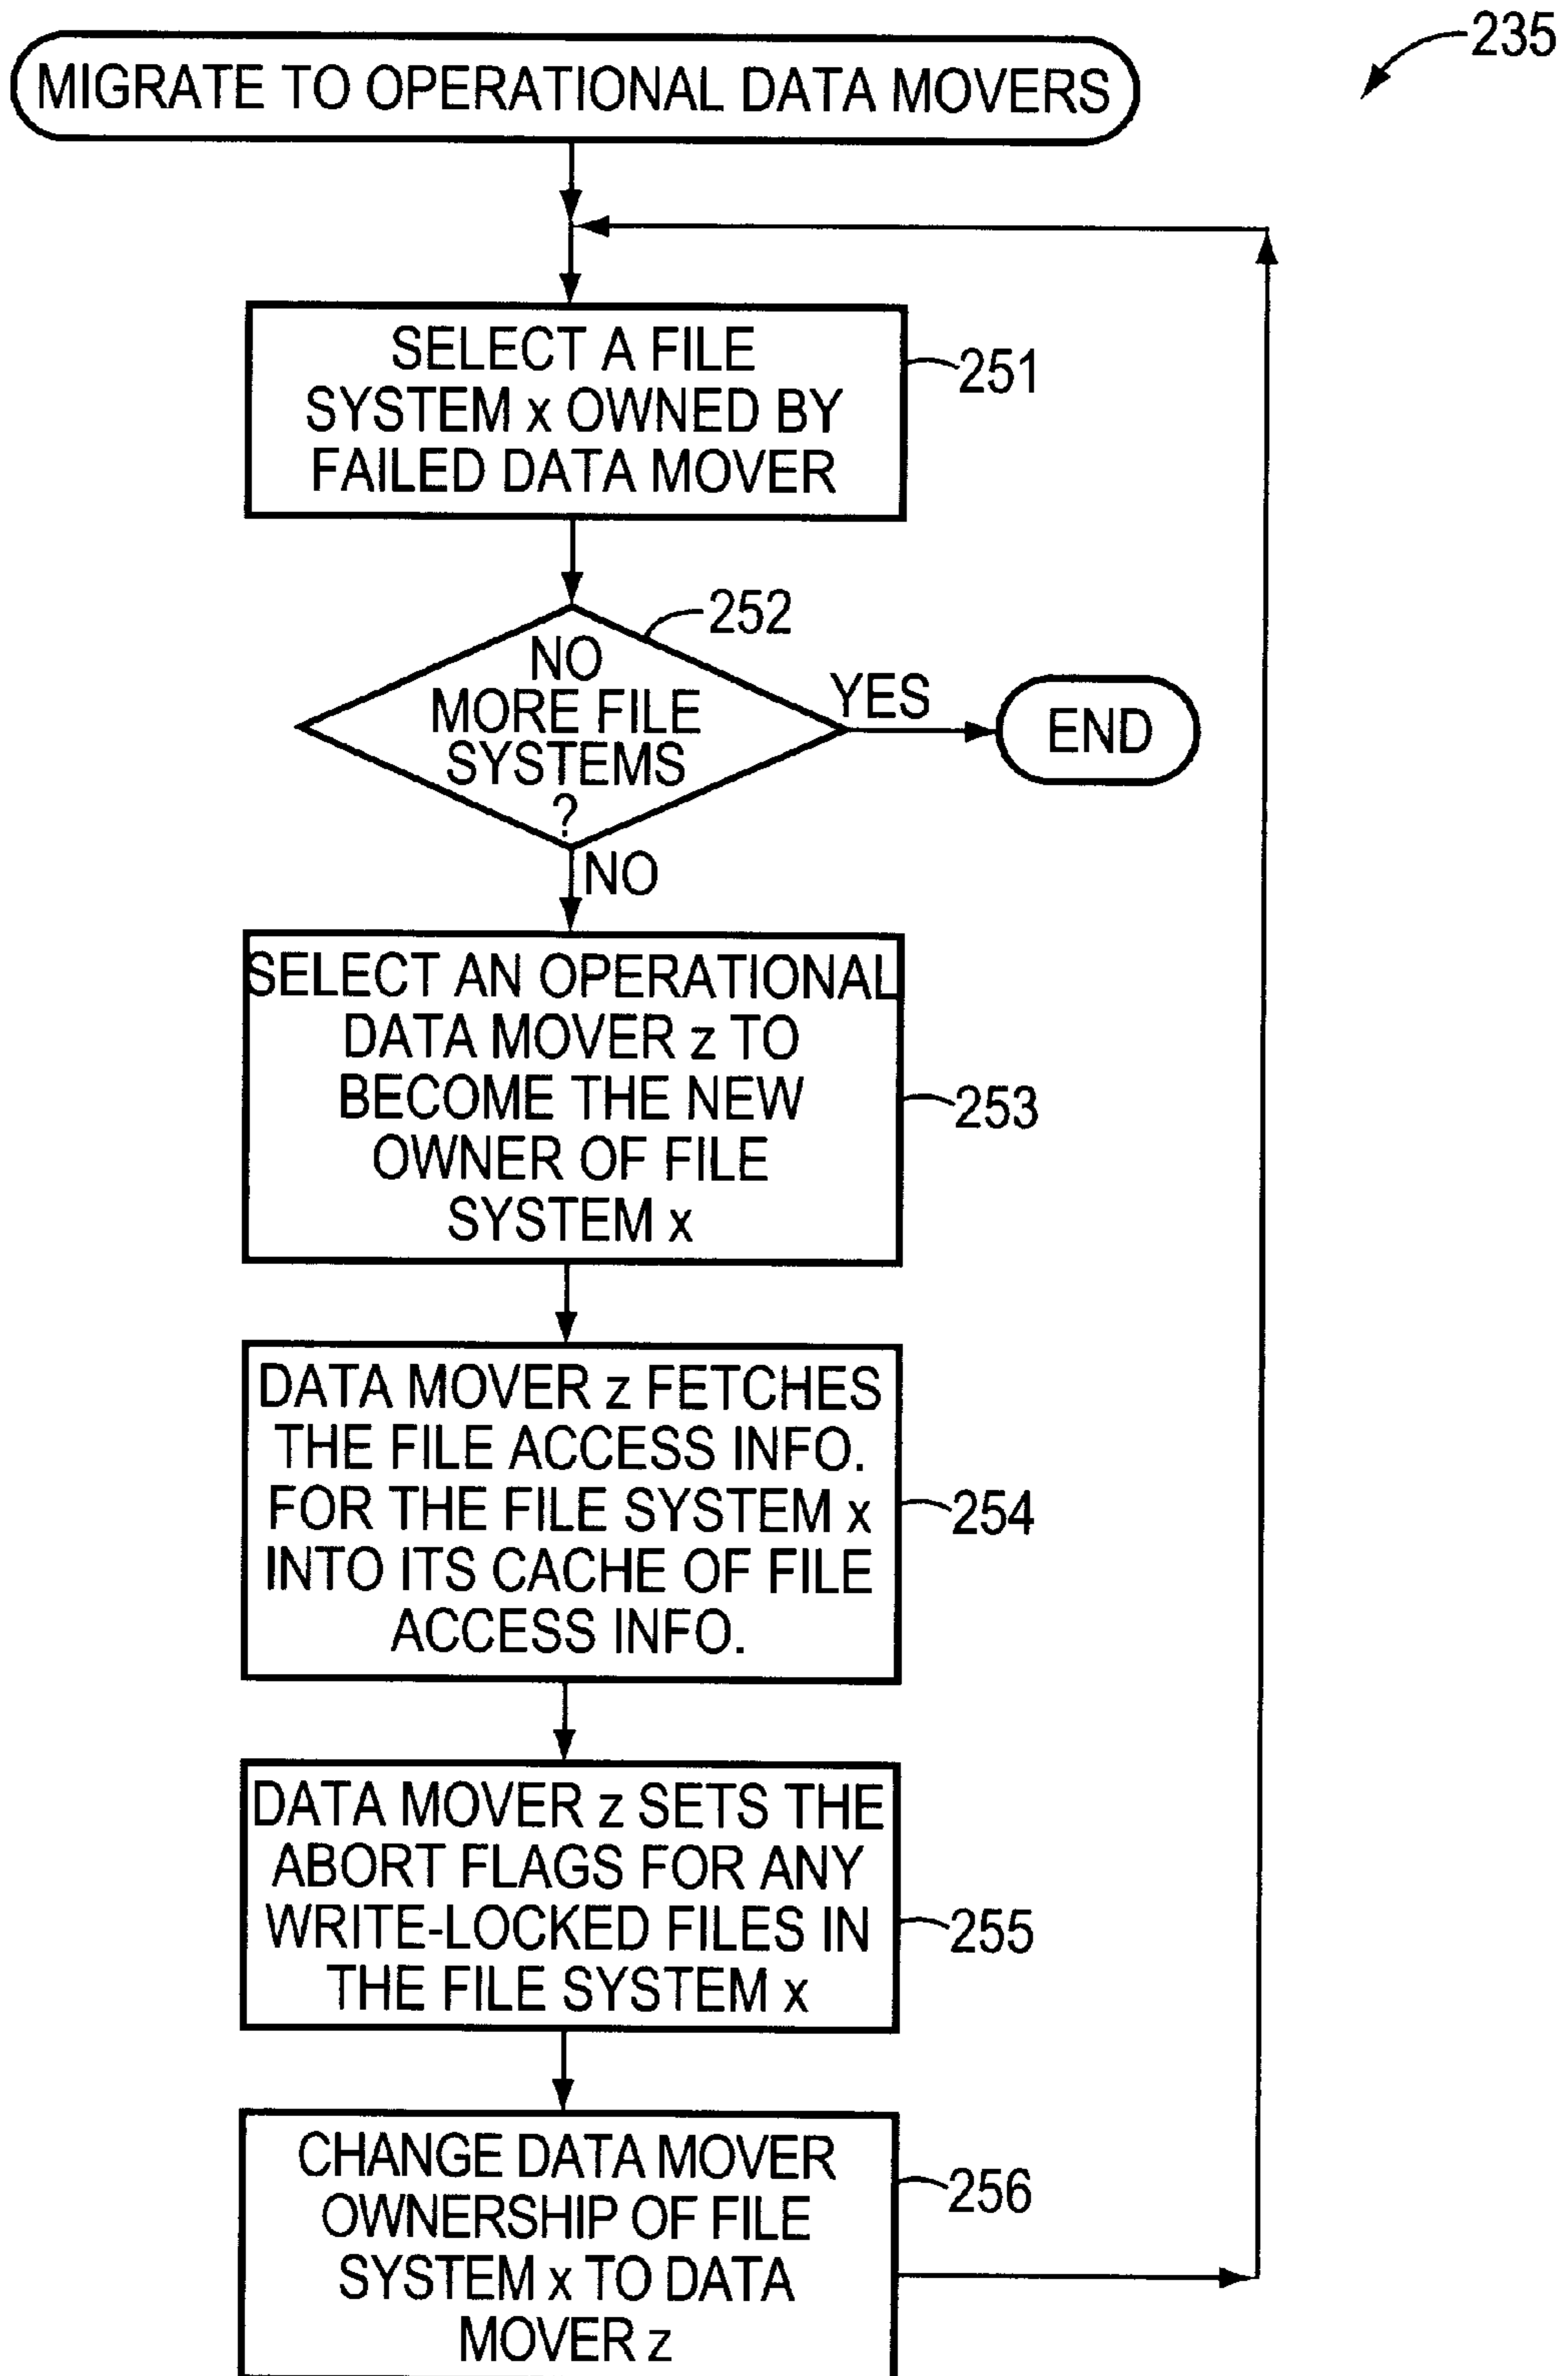 235
MIGRATE TO OPERATIONAL DATA MOVERS
SELECT A FILE
SYSTEM x OWNED BY
FAILED DATA MOVER
251
252
NO
MORE FILE
SYSTEMS
?
YES
END
NO
SELECT AN OPERATIONAL
DATA MOVER z TO
BECOME THE NEW
OWNER OF FILE
SYSTEM x
253
DATA MOVER z FETCHES
THE FILE ACCESS INFO.
FOR THE FILE SYSTEM x
INTO ITS CACHE OF FILE
ACCESS INFO.
254
DATA MOVER z SETS THE
ABORT FLAGS FOR ANY
WRITE-LOCKED FILES IN
THE FILE SYSTEM x
255
CHANGE DATA MOVER
OWNERSHIP OF FILE
SYSTEM x TO DATA
MOVER z
256